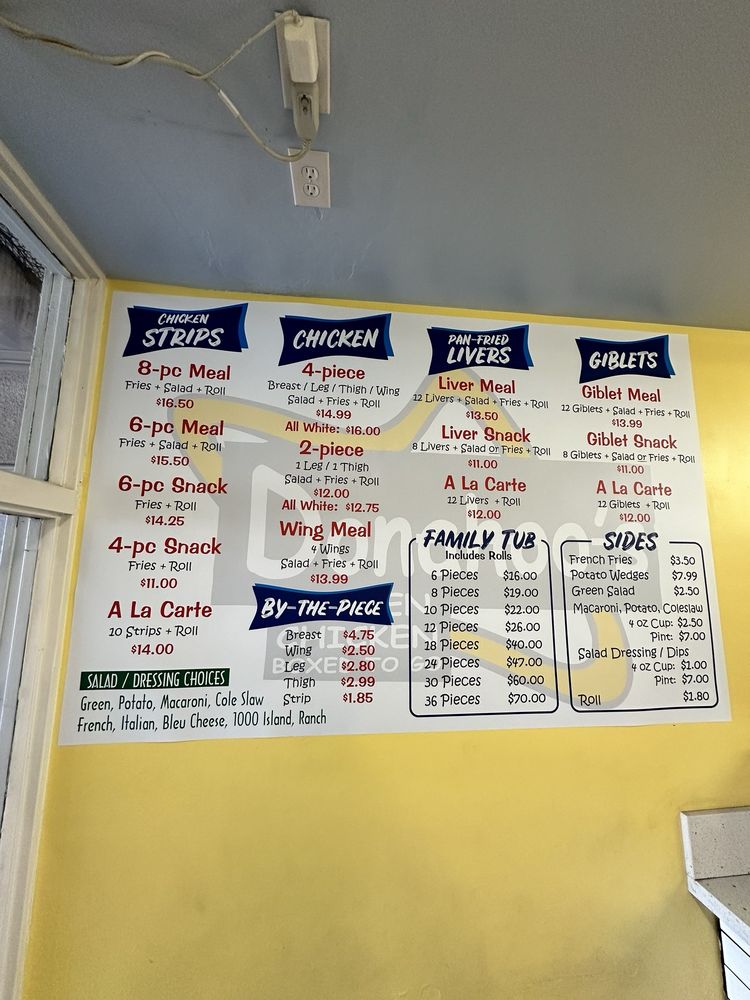 CHICKEN
STRIPS
8-pc Meal
Fries + Salad + Roll
$16.50
6-pc Meal
Fries + Salad + Roll
$15.50
6-pc Snack
Fries + Roll
$14.25
4-pc Snack
Fries + Roll
$11.00
A La Carte
10 Strips + Roll
$14.00
SALAD / DRESSING CHOICES
Green, Potato, Macaroni, Cole Slaw
French, Italian, Bleu Cheese, 1000 Island, Ranch
CHICKEN
4-piece
Breast / Leg / Thigh / Wing
Salad + Fries + Roll
$14.99
All White: $16.00
2-piece
1 Leg / 1 Thigh
Salad + Fries + Roll
$12.00
All White: $12.75
Wing Meal
4 Wings
Salad + Fries + Roll
$13.99
BY-THE-PIECE
Breast $4.75
Wing $2.50
Leg $2.80
Thigh $2.99
Strip $1.85
PAN-FRIED
LIVERS
Liver Meal
12 Livers + Salad + Fries + Roll
$13.50
Liver Snack
8 Livers + Salad or Fries + Roll
$11.00
A La Carte
12 Livers + Roll
$12.00
FAMILY TUB
Includes Rolls
6 Pieces $16.00
8 Pieces $19.00
10 Pieces $22.00
12 Pieces $26.00
18 Pieces $40.00
24 Pieces $47.00
30 Pieces $60.00
36 Pieces $70.00
GIBLETS
Giblet Meal
12 Giblets + Salad + Fries + Roll
$13.99
Giblet Snack
8 Giblets + Salad or Fries + Roll
$11.00
A La Carte
12 Giblets + Roll
$12.00
SIDES
French Fries $3.50
Potato Wedges $7.99
Green Salad $2.50
Macaroni, Potato, Coleslaw
4 oz Cup: $2.50
Pint: $7.00
Salad Dressing / Dips
4 oz Cup: $1.00
Pint: $7.00
Roll $1.80
Donahoo's
CHICKEN